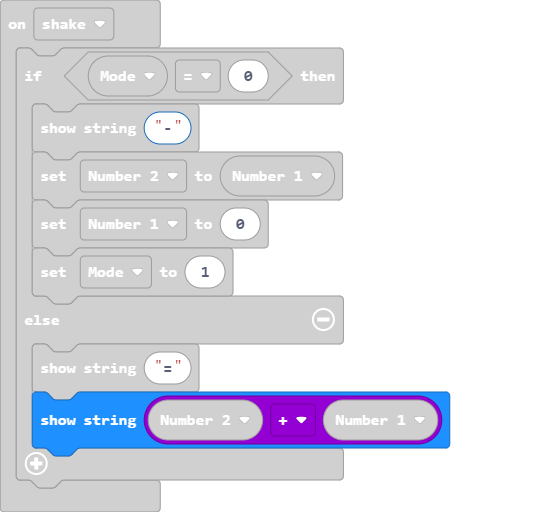 on shake
if Mode = 0 then
show string "-"
set Number 2 to Number 1
set Number 1 to 0
set Mode to 1
else
show string "="
show string Number 2 + Number 1